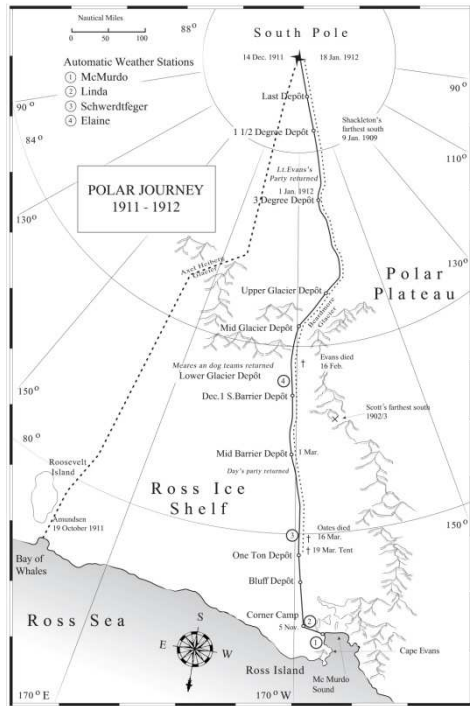 Nautical Miles
0 50 100
88°
South Pole
14 Dec. 1911
18 Jan. 1912
Automatic Weather Stations
1 McMurdo
2 Linda
3 Schwerdtfeger
4 Elaine
90°
84°
90°
Last Depôt
1 1/2 Degree Depôt
Shackleton's
farthest south
9 Jan. 1909
110°
Lt.Evans's
Party returned
1 Jan. 1912
3 Degree Depôt
POLAR JOURNEY
1911 - 1912
130°
Axel Heiberg
Glacier
130°
Polar
Plateau
Upper Glacier Depôt
Beardmore
Glacier
Mid Glacier Depôt
Evans died
16 Feb.
Meares an dog teams returned
Lower Glacier Depôt
4
Dec.1 S.Barrier Depôt
150°
Scott's farthest south
1902/3
80°
Mid Barrier Depôt
1 Mar.
Day's party returned
Roosevelt
Island
Ross Ice
Shelf
Amundsen
19 October 1911
150°
3
Oates died
16 Mar.
19 Mar. Tent
One Ton Depôt
Bay of
Whales
Bluff Depôt
Corner Camp
2
5 Nov.
Ross Sea
S
E
W
1
Cape Evans
Ross Island
Mc Murdo
Sound
170°E
170°W